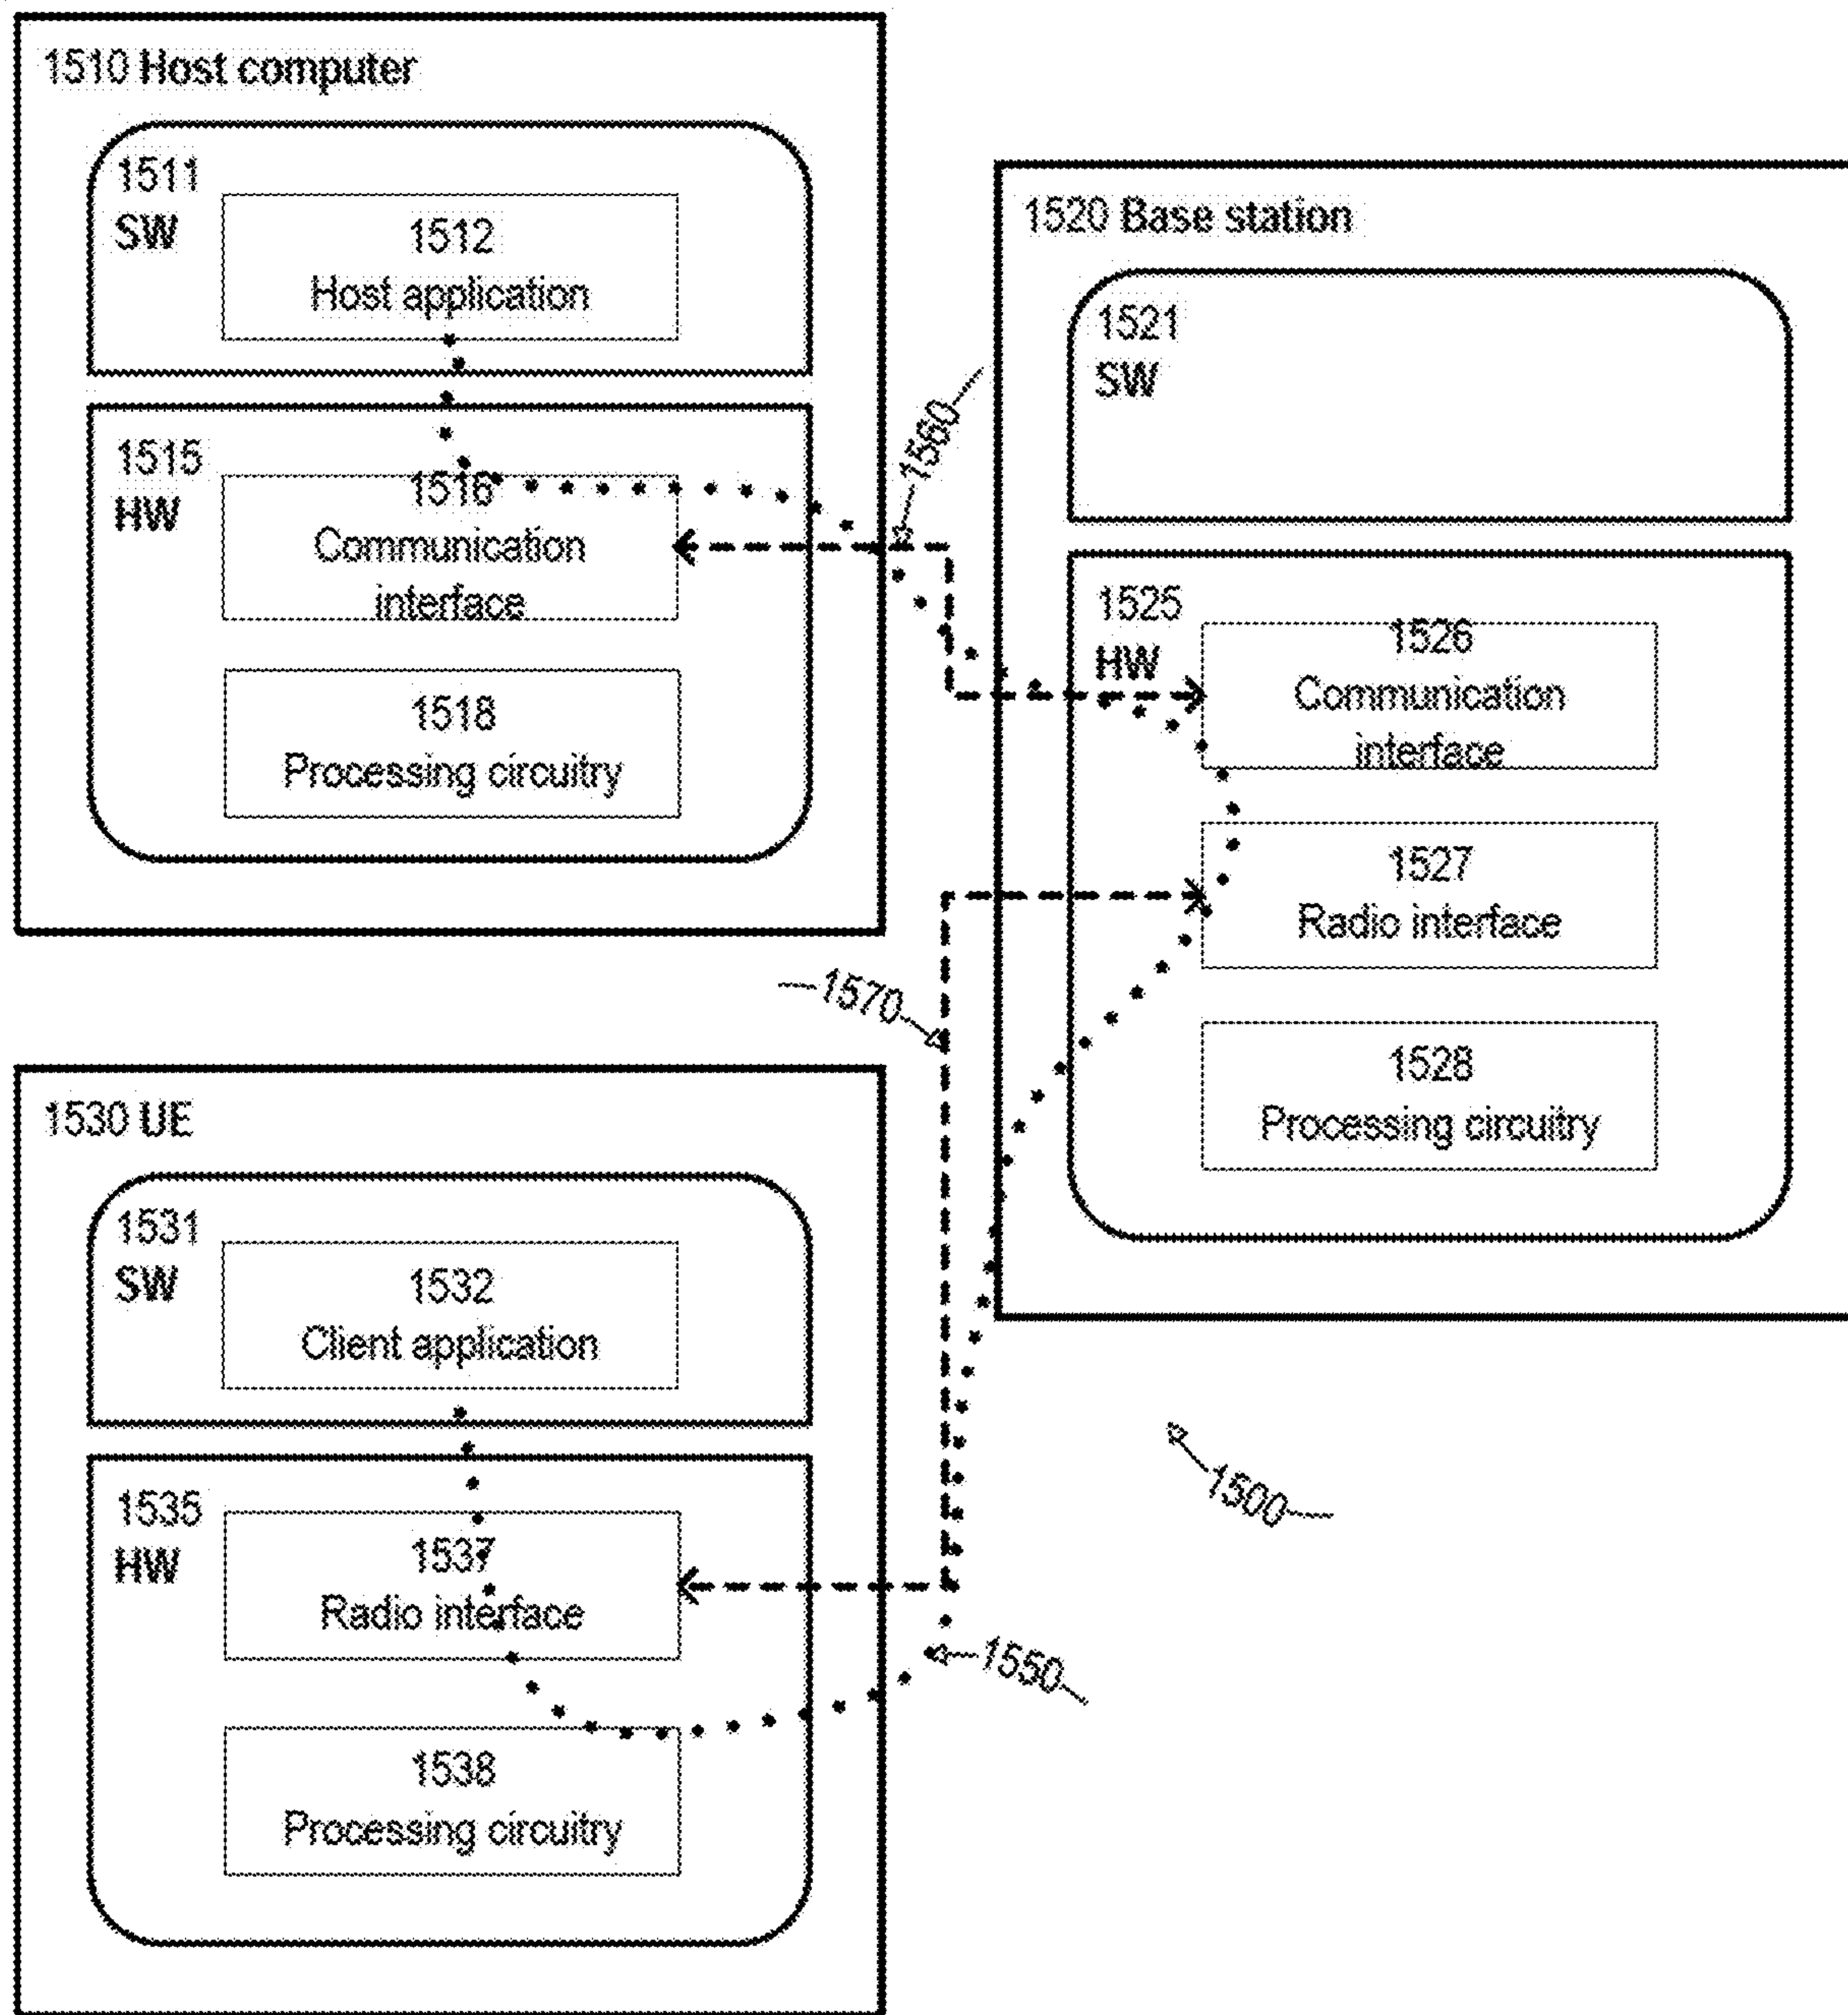 1510 Host computer
1511
SW
1512
Host application
1515
HW
1516
Communication
interface
1518
Processing circuitry
1560
1520 Base station
1521
SW
1525
HW
1526
Communication
interface
1527
Radio interface
1528
Processing circuitry
1570
1530 UE
1531
SW
1532
Client application
1535
HW
1537
Radio interface
1538
Processing circuitry
1500
1550